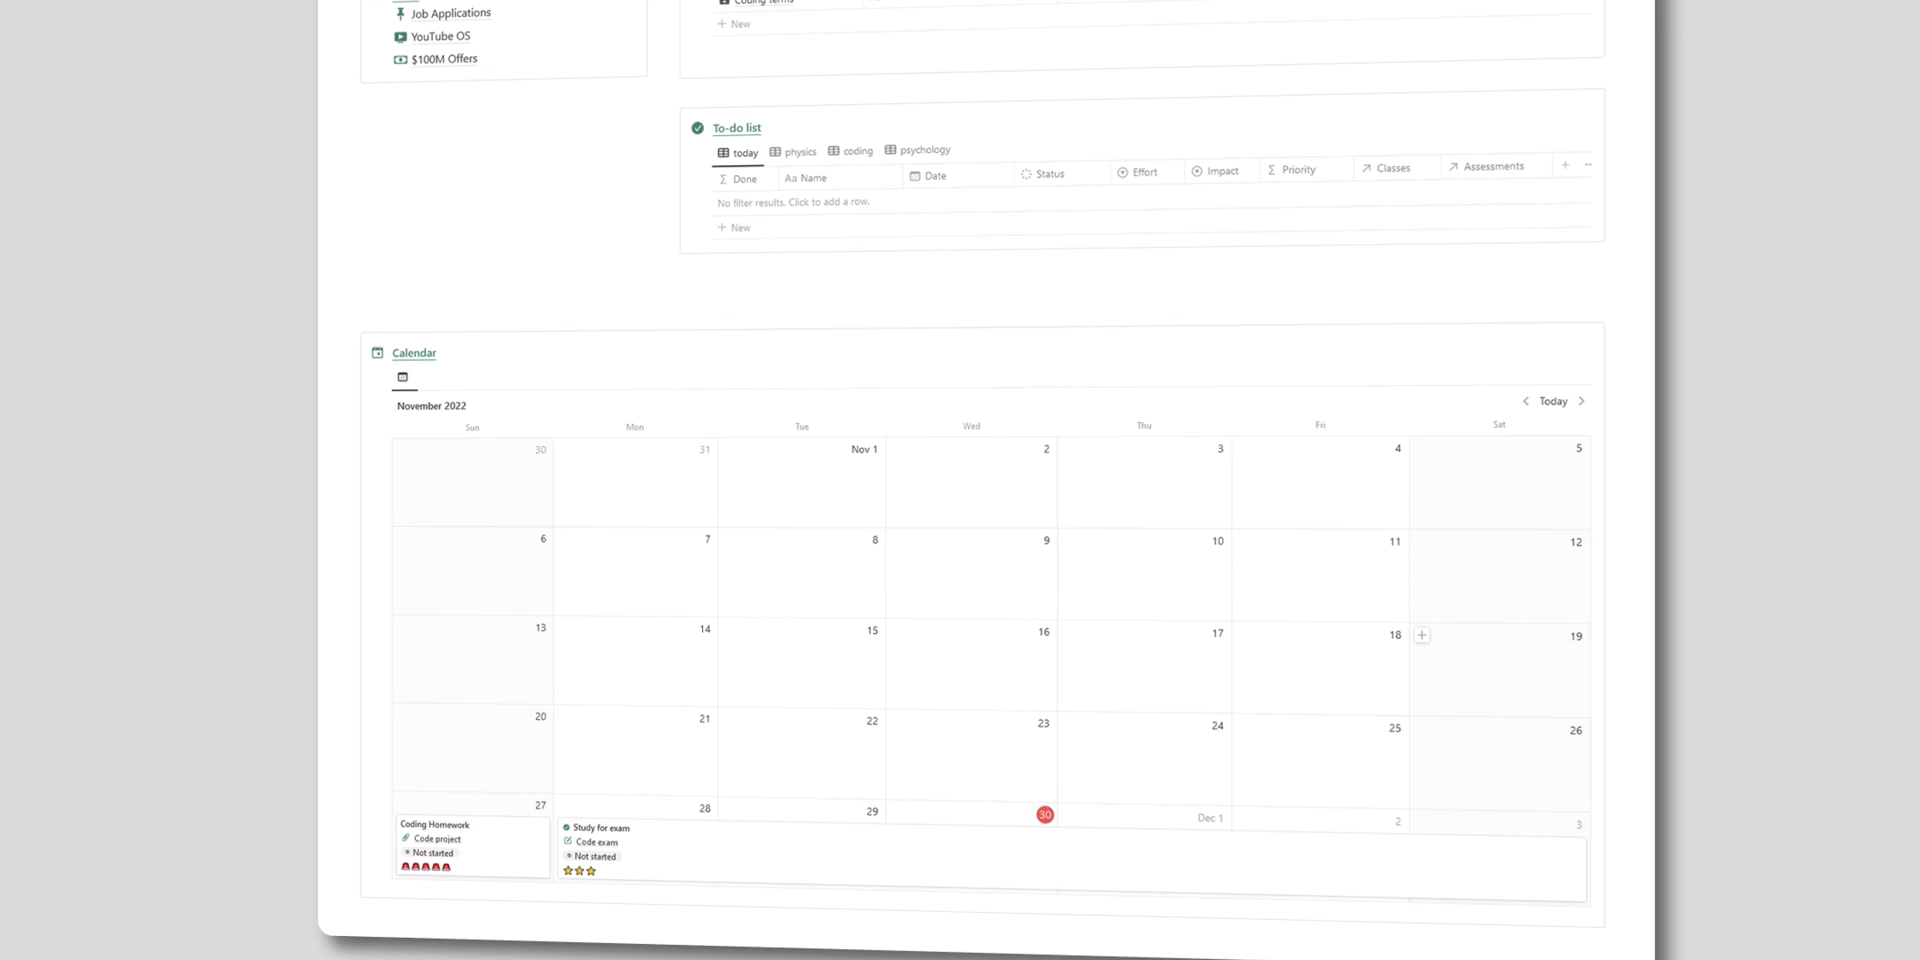 Job Applications
YouTube OS
$100M Offers
Coding terms
+ New
To-do list
today physics coding psychology
Σ Done Aa Name Date Status Effort Impact Σ Priority Classes Assessments + ...
No filter results. Click to add a row.
+ New
Calendar
November 2022
< Today >
Sun Mon Tue Wed Thu Fri Sat
30 31 Nov 1 2 3 4 5
6 7 8 9 10 11 12
13 14 15 16 17 18 + 19
20 21 22 23 24 25 26
27 28 29 30 Dec 1 2 3
Coding Homework
Code project
Not started
Study for exam
Code exam
Not started